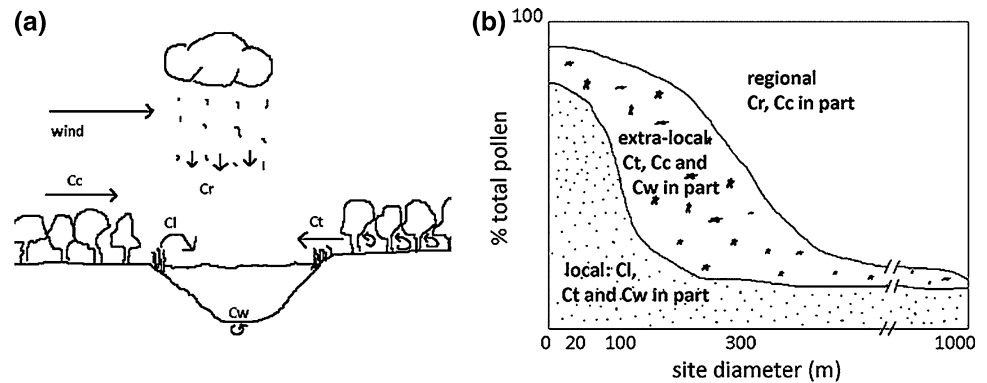 (a)
wind
Cc
Cr
Cl
Ct
Cw
(b)
100
% total pollen
regional
Cr, Cc in part
extra-local
Ct, Cc and
Cw in part
local: Cl,
Ct and Cw in part
0 20 100 300 1000
site diameter (m)